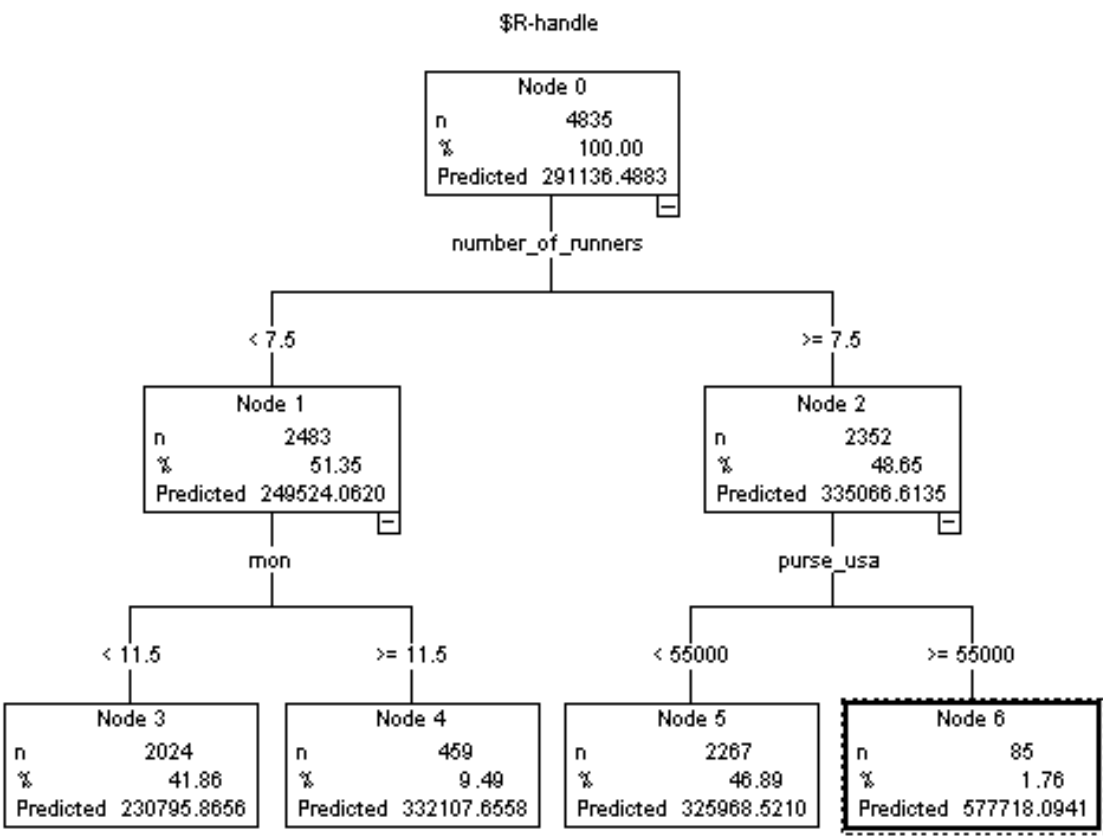 $R-handle
Node 0
n 4835
% 100.00
Predicted 291136.4883
number_of_runners
< 7.5
>= 7.5
Node 1
n 2483
% 51.35
Predicted 249524.0620
Node 2
n 2352
% 48.65
Predicted 335066.6135
mon
purse_usa
< 11.5
>= 11.5
< 55000
>= 55000
Node 3
n 2024
% 41.86
Predicted 230795.8656
Node 4
n 459
% 9.49
Predicted 332107.6558
Node 5
n 2267
% 46.89
Predicted 325968.5210
Node 6
n 85
% 1.76
Predicted 577718.0941